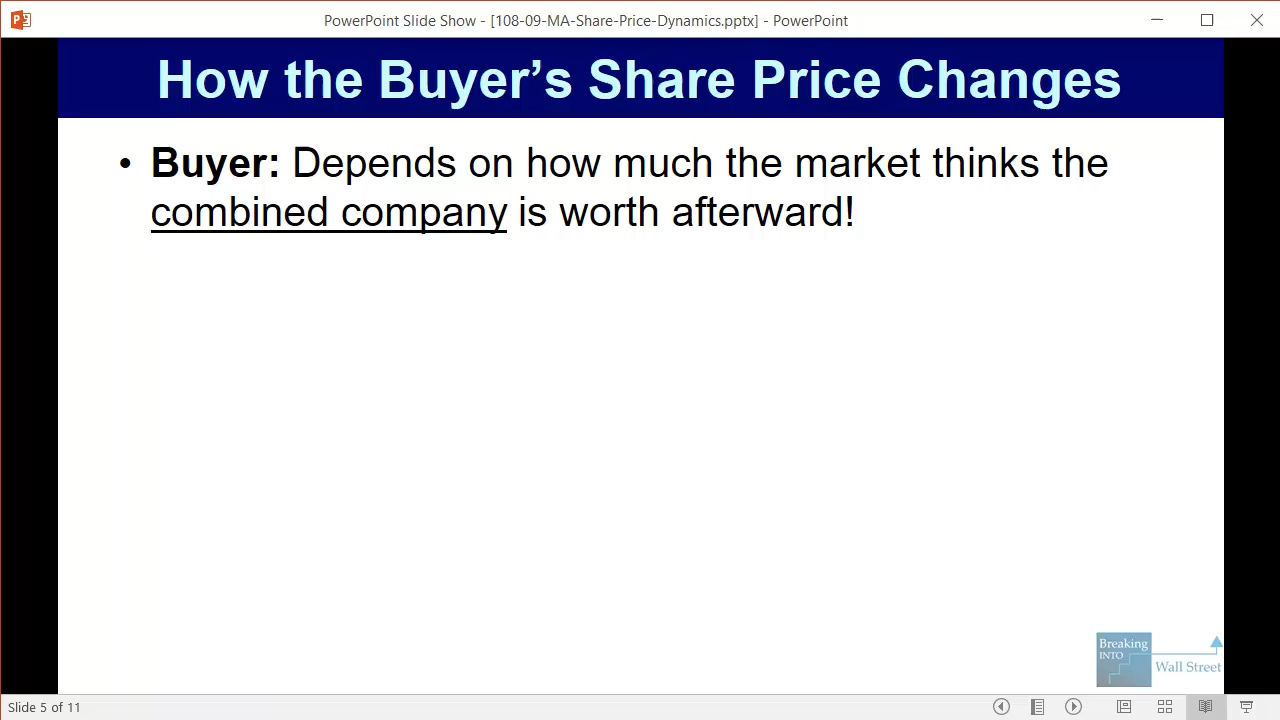 PowerPoint Slide Show - [108-09-MA-Share-Price-Dynamics.pptx] - PowerPoint
How the Buyer’s Share Price Changes
• Buyer: Depends on how much the market thinks the
combined company is worth afterward!
Breaking
INTO
Wall Street
Slide 5 of 11